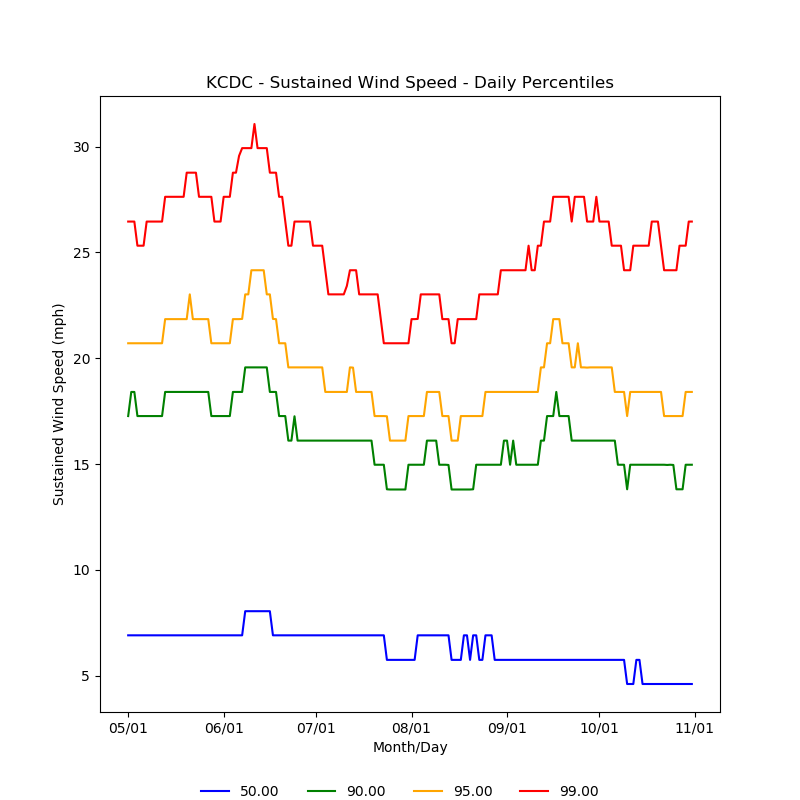 KCDC - Sustained Wind Speed - Daily Percentiles
30
25
20
15
10
5
Sustained Wind Speed (mph)
05/01 06/01 07/01 08/01 09/01 10/01 11/01
Month/Day
50.00 90.00 95.00 99.00